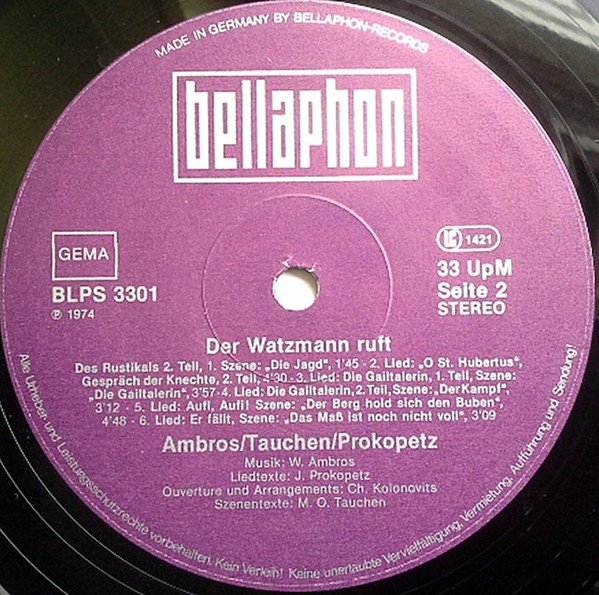 MADE IN GERMANY BY BELLAPHON-RECORDS
bellaphon
GEMA
BLPS 3301
℗ 1974
LC 1421
33 UpM
Seite 2
STEREO
Der Watzmann ruft
Des Rustikals 2. Teil, 1. Szene: „Die Jagd“, 1'45 - 2. Lied: „O St. Hubertus“,
Gespräch der Knechte, 2. Teil, 4'30 - 3. Lied: Die Gailtalerin, 1. Teil, Szene:
„Die Gailtalerin“, 3'57 - 4. Lied: Die Gailtalerin, 2. Teil, Szene: „Der Kampf“,
3'12 - 5. Lied: Aufi, Aufi! Szene: „Der Berg hold sich den Buben“,
4'48 - 6. Lied: Er fällt, Szene: „Das Maß ist noch nicht voll“, 3'09
Ambros/Tauchen/Prokopetz
Musik: W. Ambros
Liedtexte: J. Prokopetz
Ouverture und Arrangements: Ch. Kolonovits
Szenentexte: M. O. Tauchen
Alle Urheber- und Leistungsschutzrechte vorbehalten. Kein Verleih! Keine unerlaubte Vervielfältigung, Vermietung, Aufführung und Sendung!